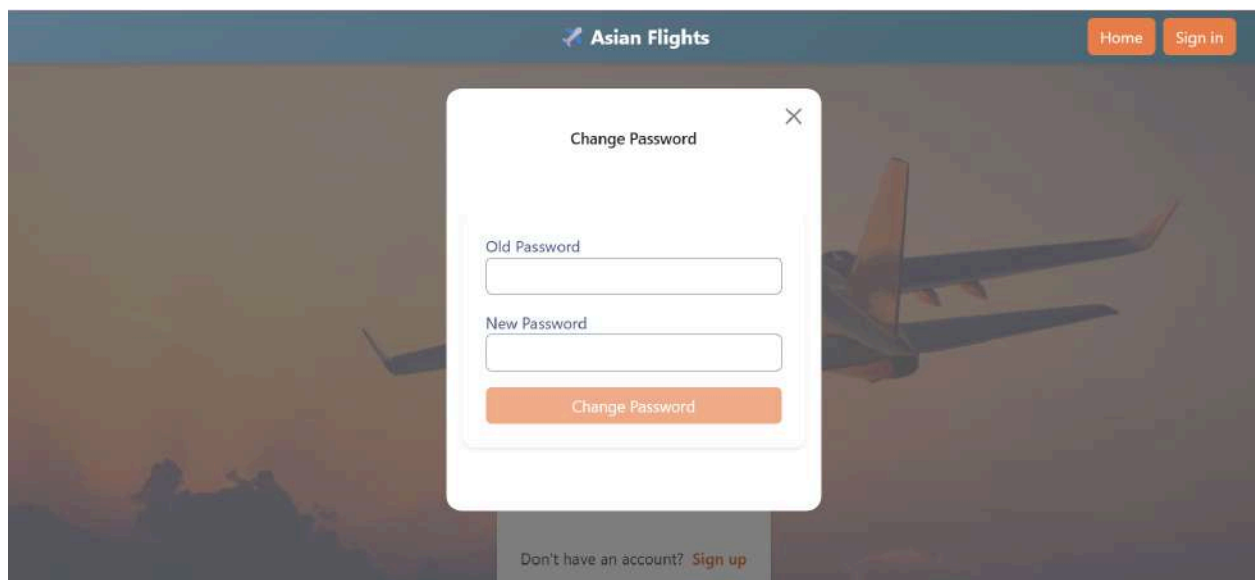 Asian Flights
Home
Sign in
Change Password
Old Password
New Password
Change Password
Don't have an account? Sign up